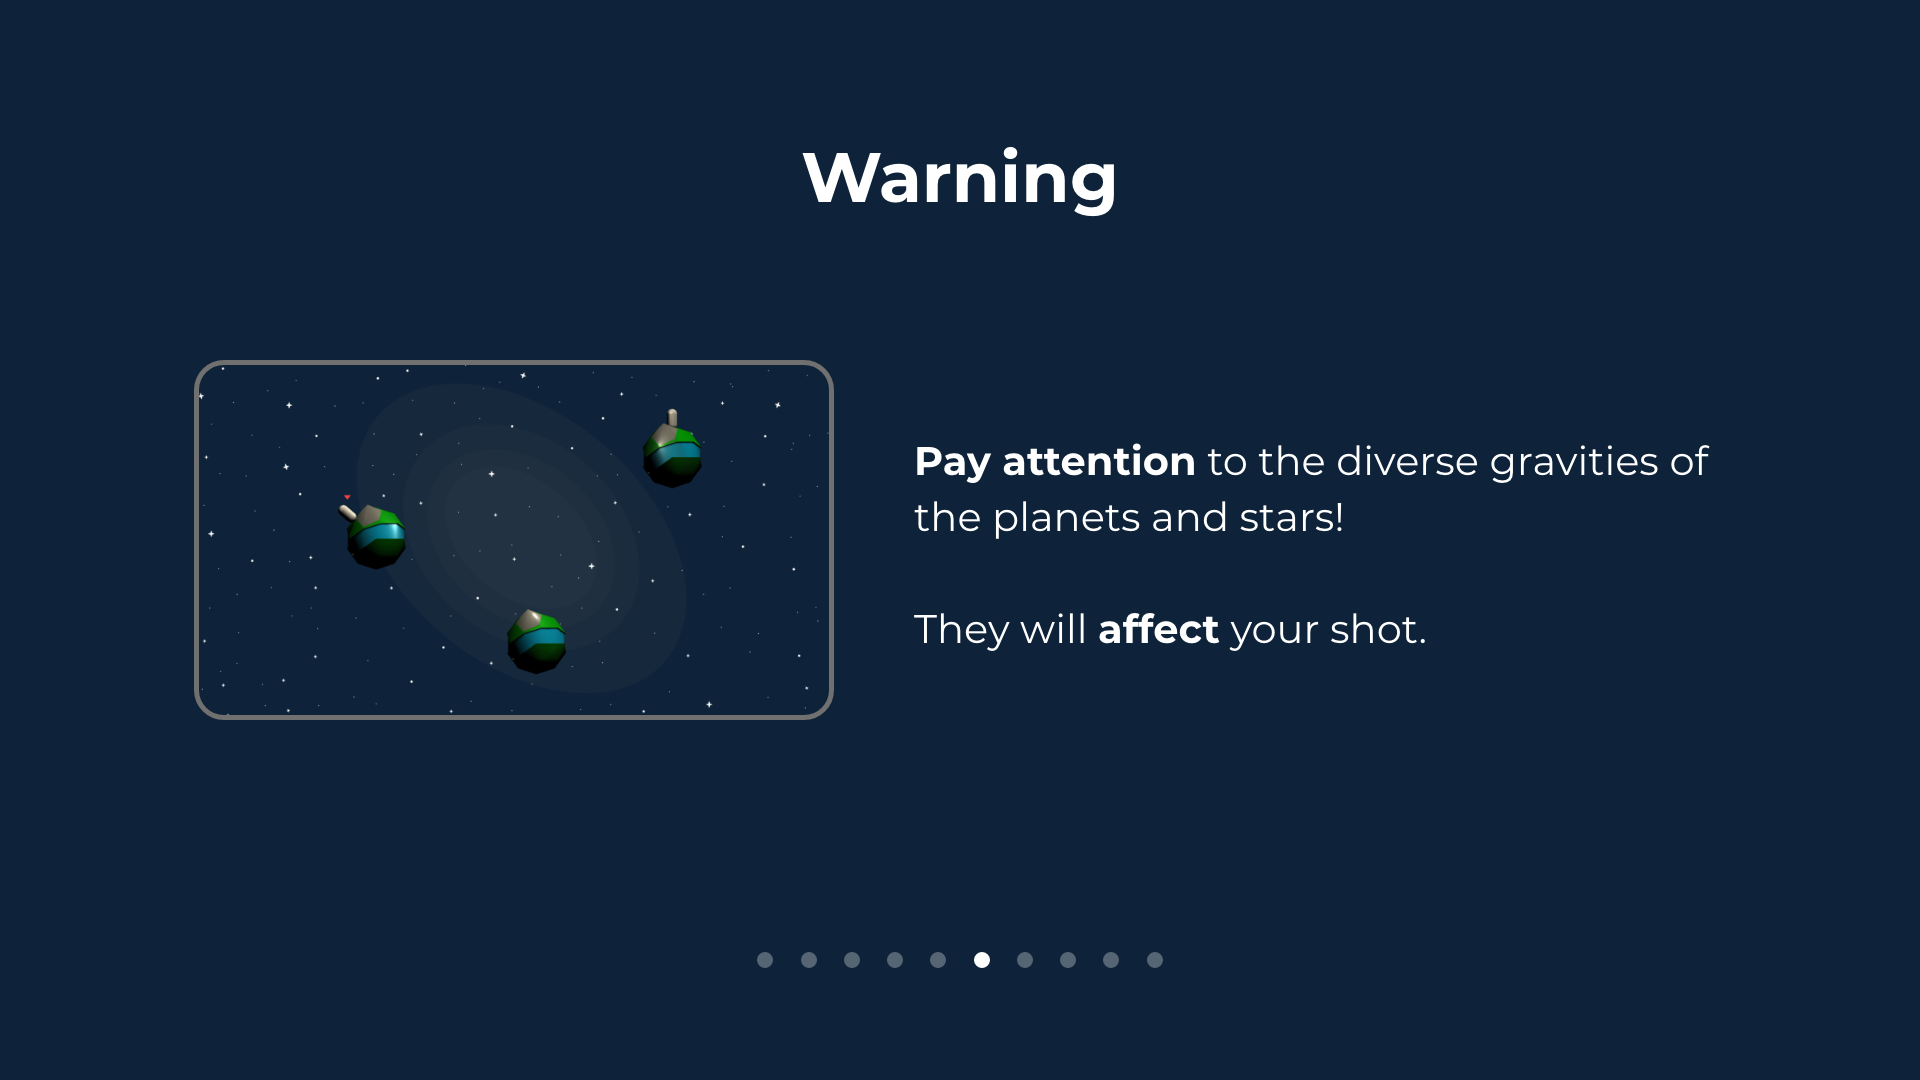 Warning
Pay attention to the diverse gravities of
the planets and stars!
They will affect your shot.